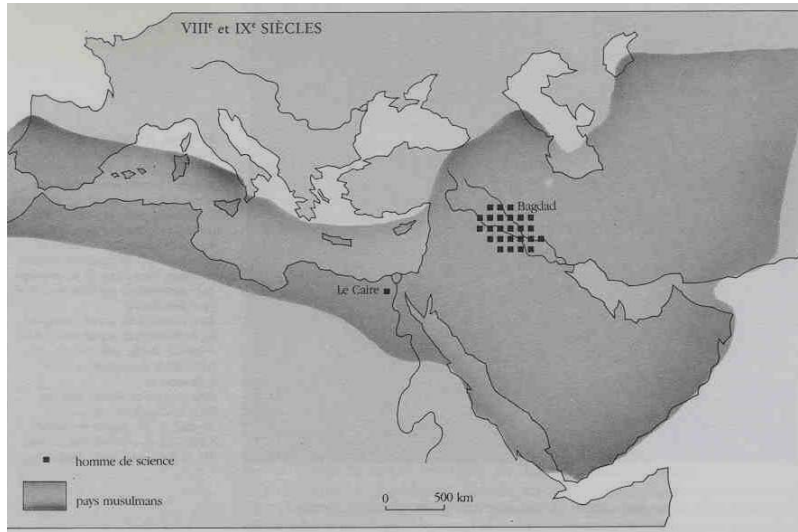 VIIIe et IXe SIÈCLES
Bagdad
Le Caire
homme de science
pays musulmans
0 500 km